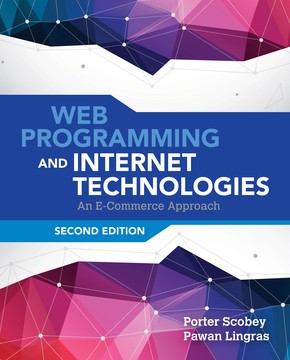 WEB
PROGRAMMING
AND INTERNET
TECHNOLOGIES
An E-Commerce Approach
SECOND EDITION
Porter Scobey
Pawan Lingras